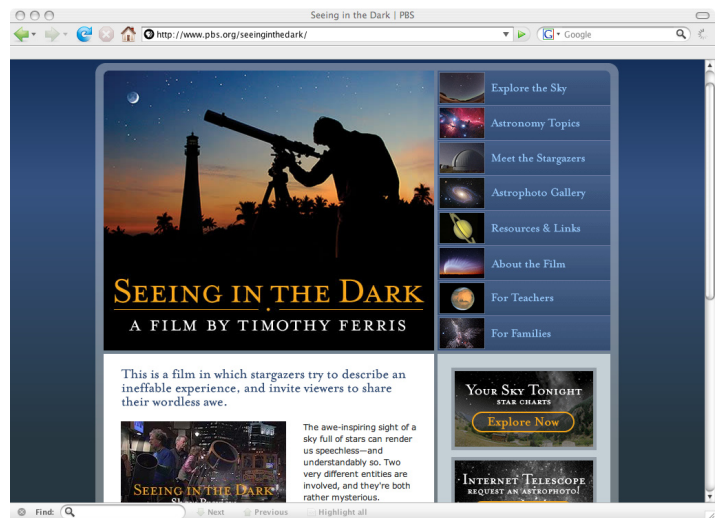 Seeing in the Dark | PBS
http://www.pbs.org/seeinginthedark/
G
Google
SEEING IN THE DARK
A FILM BY TIMOTHY FERRIS
Explore the Sky
Astronomy Topics
Meet the Stargazers
Astrophoto Gallery
Resources & Links
About the Film
For Teachers
For Families
This is a film in which stargazers try to describe an
ineffable experience, and invite viewers to share
their wordless awe.
The awe-inspiring sight of a
sky full of stars can render
us speechless—and
understandably so. Two
very different entities are
involved, and they're both
rather mysterious.
SEEING IN THE DARK
Show Preview
YOUR SKY TONIGHT
STAR CHARTS
Explore Now
INTERNET TELESCOPE
REQUEST AN ASTROPHOTO!
Find:
Next
Previous
Highlight all